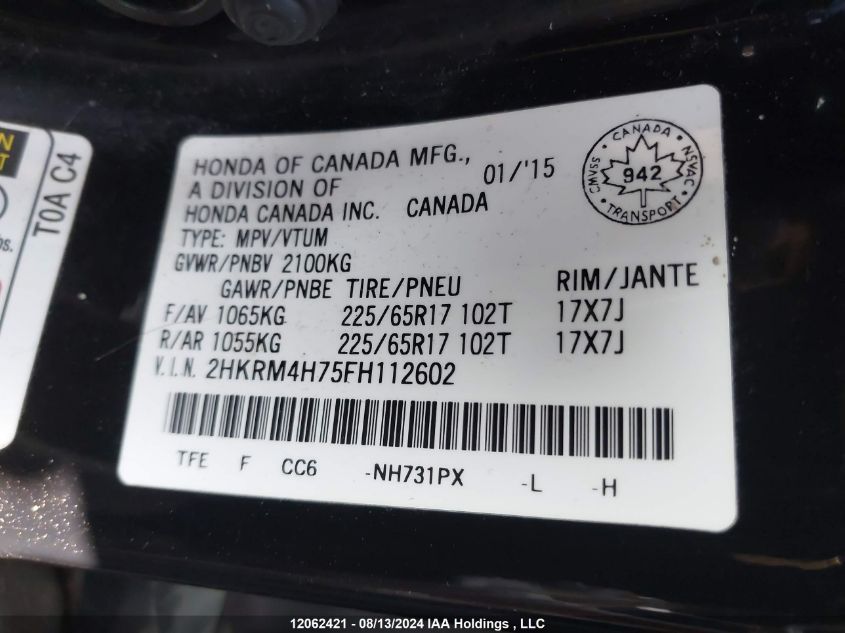 HONDA OF CANADA MFG., 01/'15
A DIVISION OF
HONDA CANADA INC. CANADA
TYPE: MPV/VTUM
GVWR/PNBV 2100KG
GAWR/PNBE TIRE/PNEU RIM/JANTE
F/AV 1065KG 225/65R17 102T 17X7J
R/AR 1055KG 225/65R17 102T 17X7J
V.I.N. 2HKRM4H75FH112602
TFE F CC6 -NH731PX -L -H
CANADA
CMVSS 942 NSVAC
TRANSPORT
T0A C4
12062421 - 08/13/2024 IAA Holdings , LLC